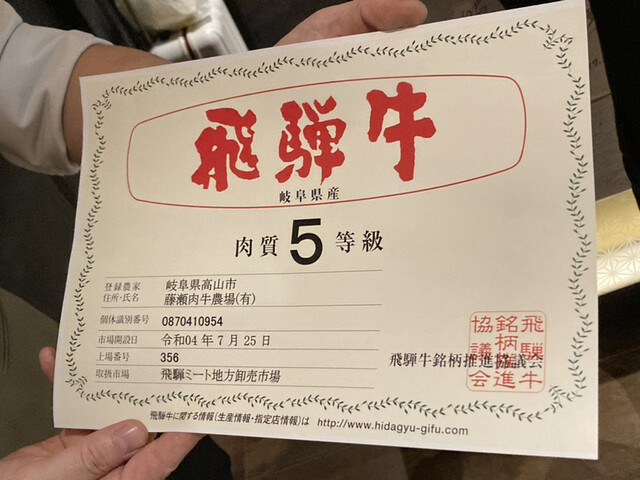 飛騨牛
岐阜県産
肉質5等級
登録農家 岐阜県高山市
住所・氏名 藤瀬肉牛農場(有)
個体識別番号 0870410954
市場開設日 令和04年7月25日
上場番号 356
取扱市場 飛騨ミート地方卸売市場
飛騨牛銘柄推進協議会
飛騨牛
銘柄推進
協議会
飛騨牛に関する情報(生産情報・指定店情報)は http://www.hidagyu-gifu.com